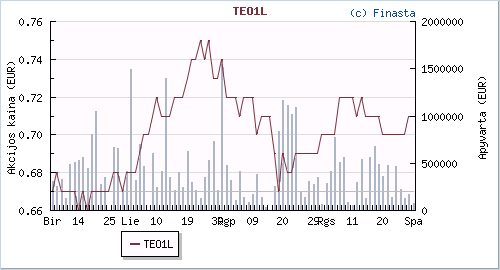 TEO1L
(c) Finasta
0.76
0.74
0.72
0.70
0.68
0.66
Akcijos kaina (EUR)
2000000
1500000
1000000
500000
0
Apyvarta (EUR)
Bir 14 25 Lie 10 19 30 Rgp 09 20 29 Rgs 11 20 Spa
TEO1L